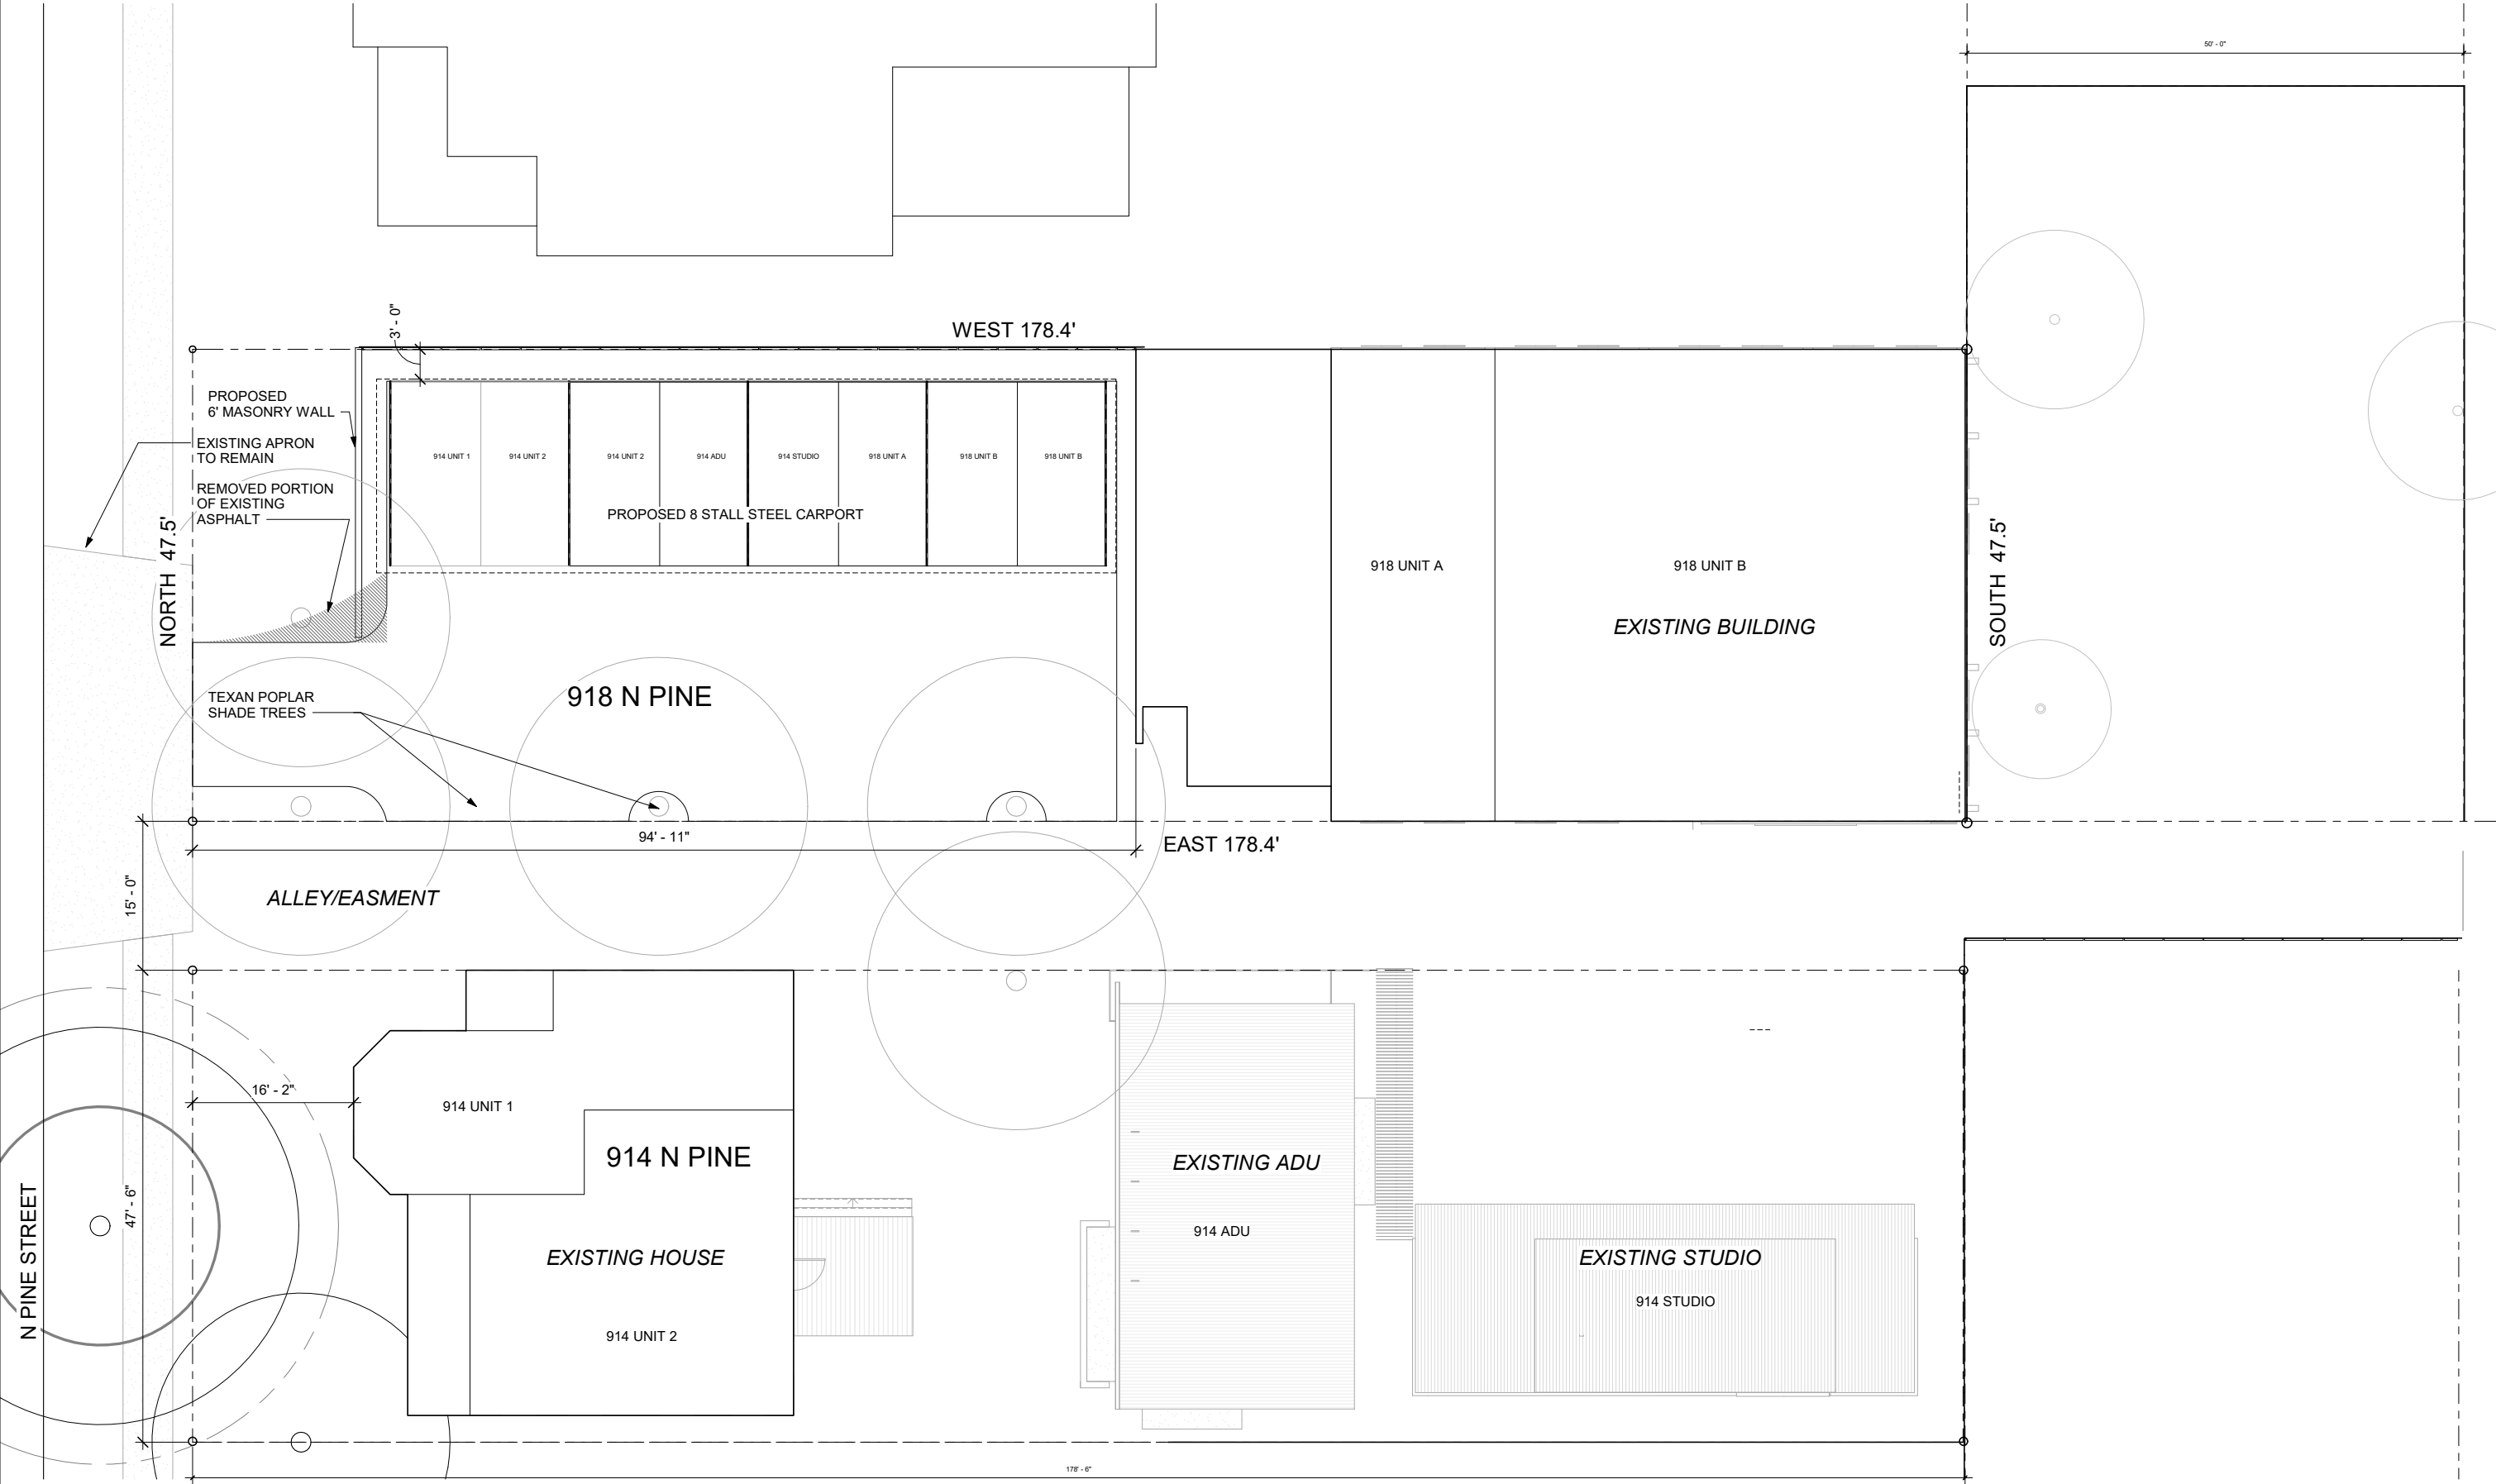 50' - 0"
3' - 0"
WEST 178.4'
PROPOSED
6' MASONRY WALL
EXISTING APRON
TO REMAIN
REMOVED PORTION
OF EXISTING
ASPHALT
914 UNIT 1
914 UNIT 2
914 UNIT 2
914 ADU
914 STUDIO
918 UNIT A
918 UNIT B
918 UNIT B
PROPOSED 8 STALL STEEL CARPORT
NORTH 47.5'
918 UNIT A
918 UNIT B
EXISTING BUILDING
SOUTH 47.5'
TEXAN POPLAR
SHADE TREES
918 N PINE
94' - 11"
EAST 178.4'
15' - 0"
ALLEY/EASMENT
16' - 2"
914 UNIT 1
914 N PINE
EXISTING ADU
914 ADU
47' - 6"
N PINE STREET
EXISTING HOUSE
914 UNIT 2
EXISTING STUDIO
914 STUDIO
178' - 6"